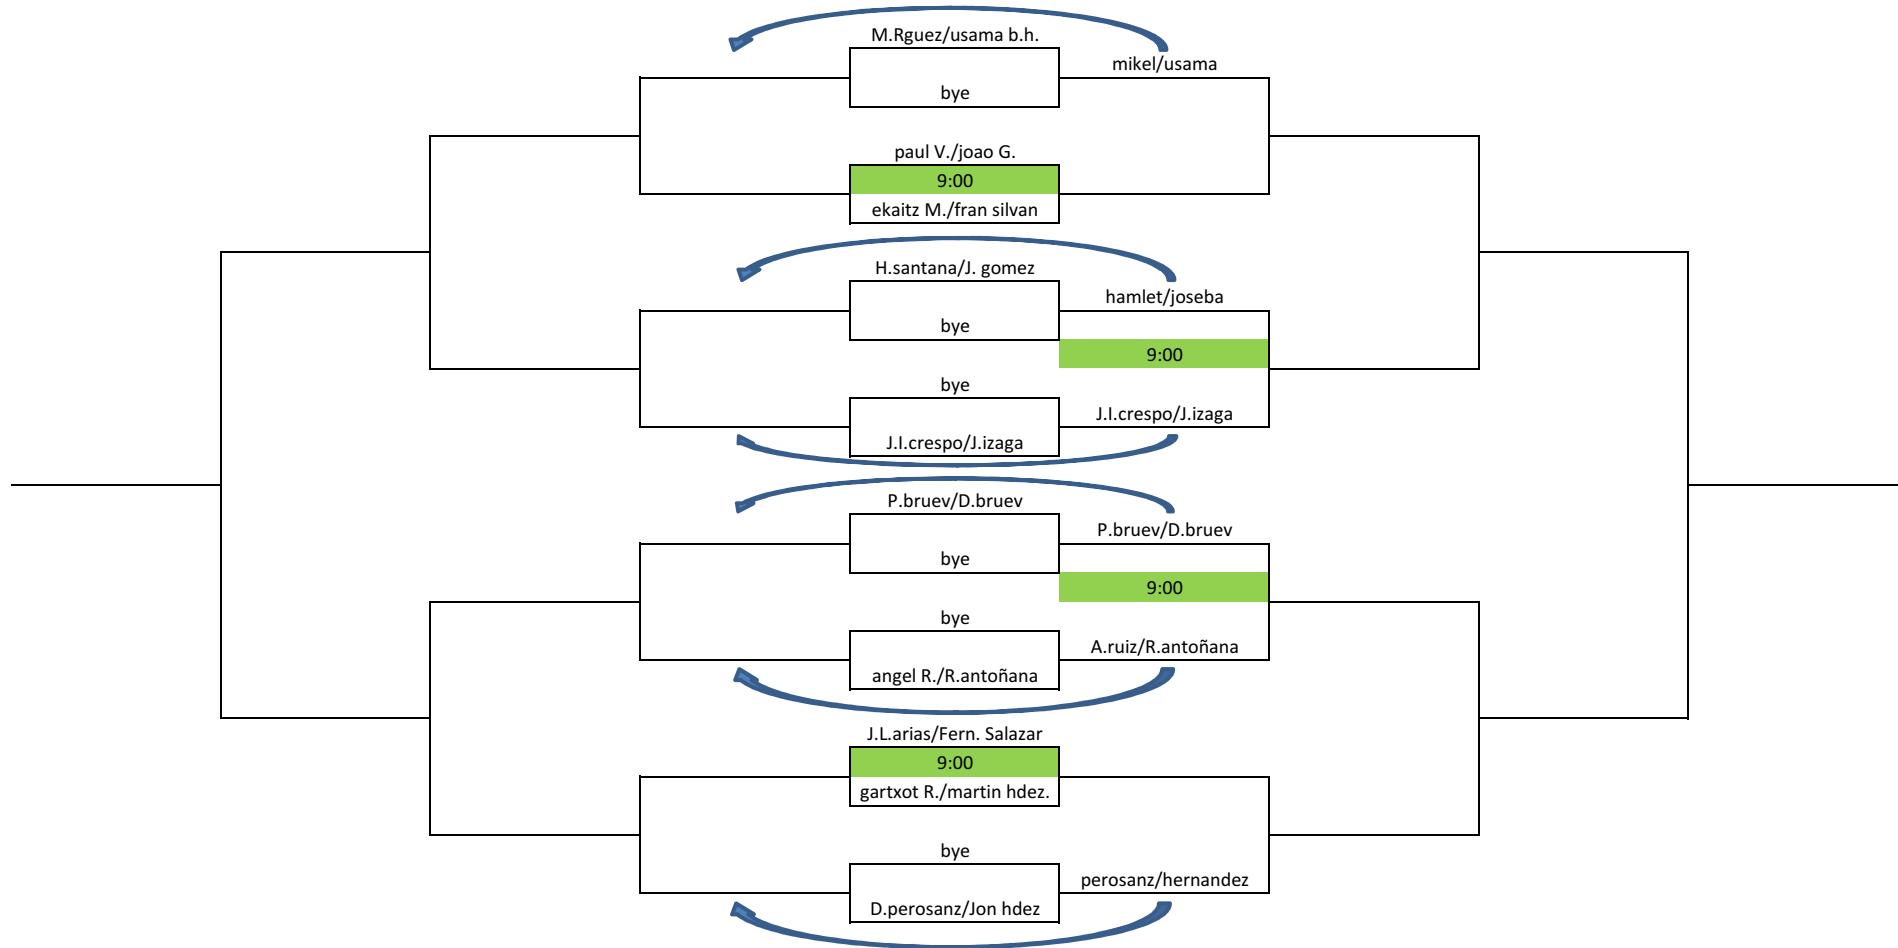 M.Rguez/usama b.h.
mikel/usama
bye
paul V./joao G.
9:00
ekaitz M./fran silvan
H.santana/J. gomez
hamlet/joseba
bye
9:00
bye
J.I.crespo/J.izaga
J.I.crespo/J.izaga
P.bruev/D.bruev
P.bruev/D.bruev
bye
9:00
bye
A.ruiz/R.antoñana
angel R./R.antoñana
J.L.arias/Fern. Salazar
9:00
gartxot R./martin hdez.
bye
perosanz/hernandez
D.perosanz/Jon hdez